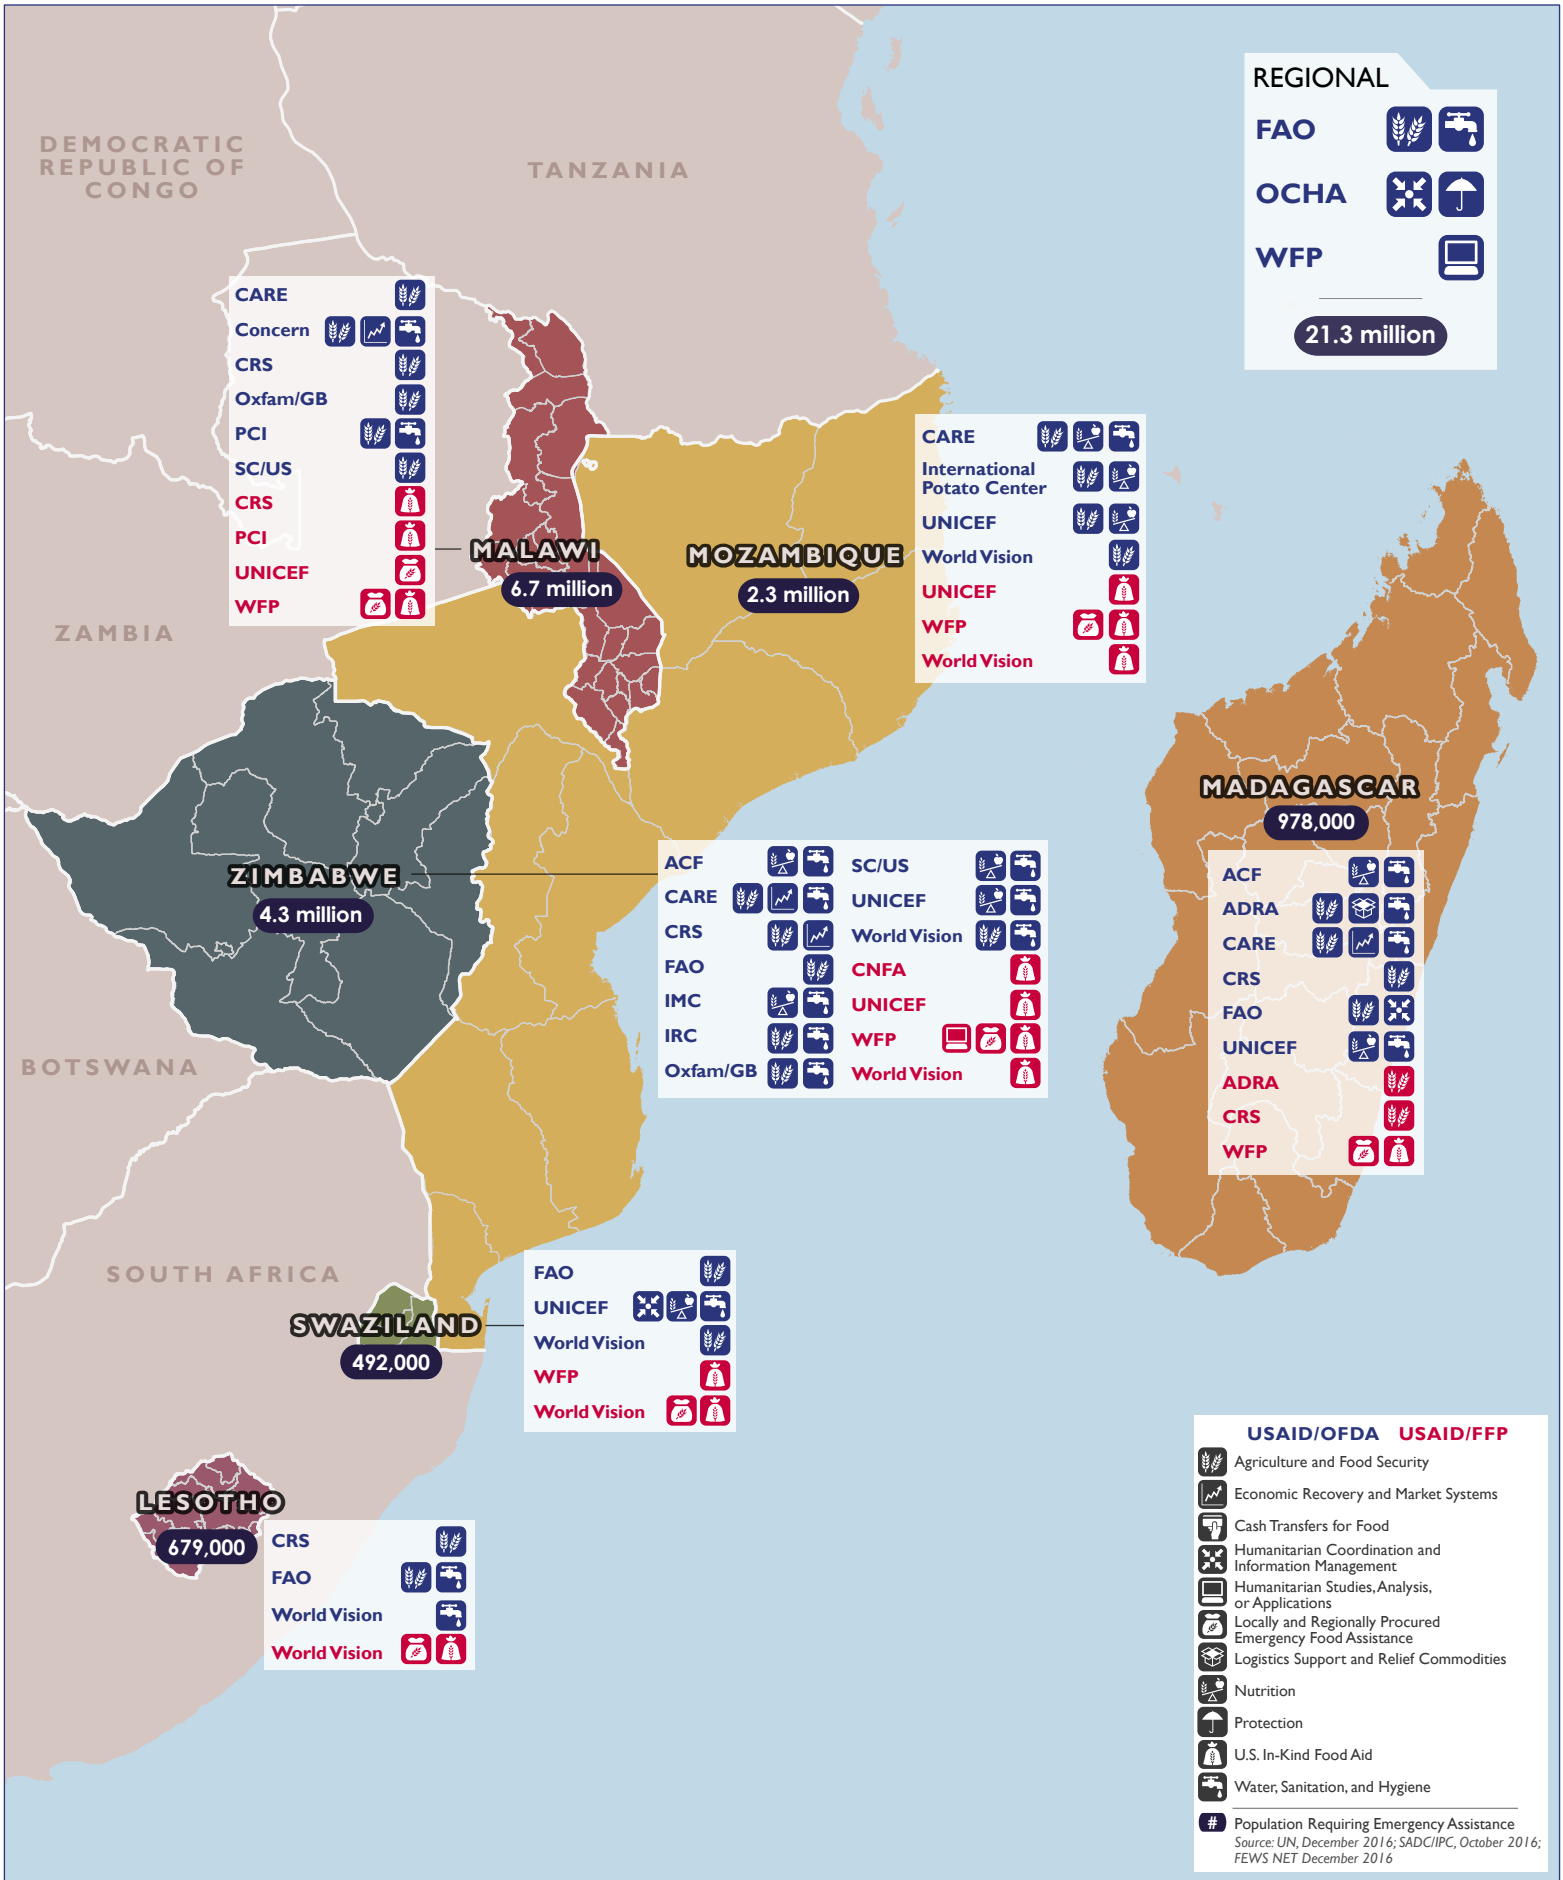 DEMOCRATIC
REPUBLIC OF
CONGO
TANZANIA
REGIONAL
FAO
OCHA
WFP
21.3 million
CARE
Concern
CRS
Oxfam/GB
PCI
SC/US
CRS
PCI
UNICEF
WFP
MALAWI
6.7 million
MOZAMBIQUE
2.3 million
CARE
International
Potato Center
UNICEF
World Vision
UNICEF
WFP
World Vision
ZAMBIA
ZIMBABWE
4.3 million
ACF
CARE
CRS
FAO
IMC
IRC
Oxfam/GB
SC/US
UNICEF
World Vision
CNFA
UNICEF
WFP
World Vision
MADAGASCAR
978,000
ACF
ADRA
CARE
CRS
FAO
UNICEF
ADRA
CRS
WFP
BOTSWANA
SOUTH AFRICA
SWAZILAND
492,000
FAO
UNICEF
World Vision
WFP
World Vision
LESOTHO
679,000
CRS
FAO
World Vision
World Vision
USAID/OFDA USAID/FFP
Agriculture and Food Security
Economic Recovery and Market Systems
Cash Transfers for Food
Humanitarian Coordination and
Information Management
Humanitarian Studies, Analysis,
or Applications
Locally and Regionally Procured
Emergency Food Assistance
Logistics Support and Relief Commodities
Nutrition
Protection
U.S. In-Kind Food Aid
Water, Sanitation, and Hygiene
# Population Requiring Emergency Assistance
Source: UN, December 2016; SADC/IPC, October 2016;
FEWS NET December 2016